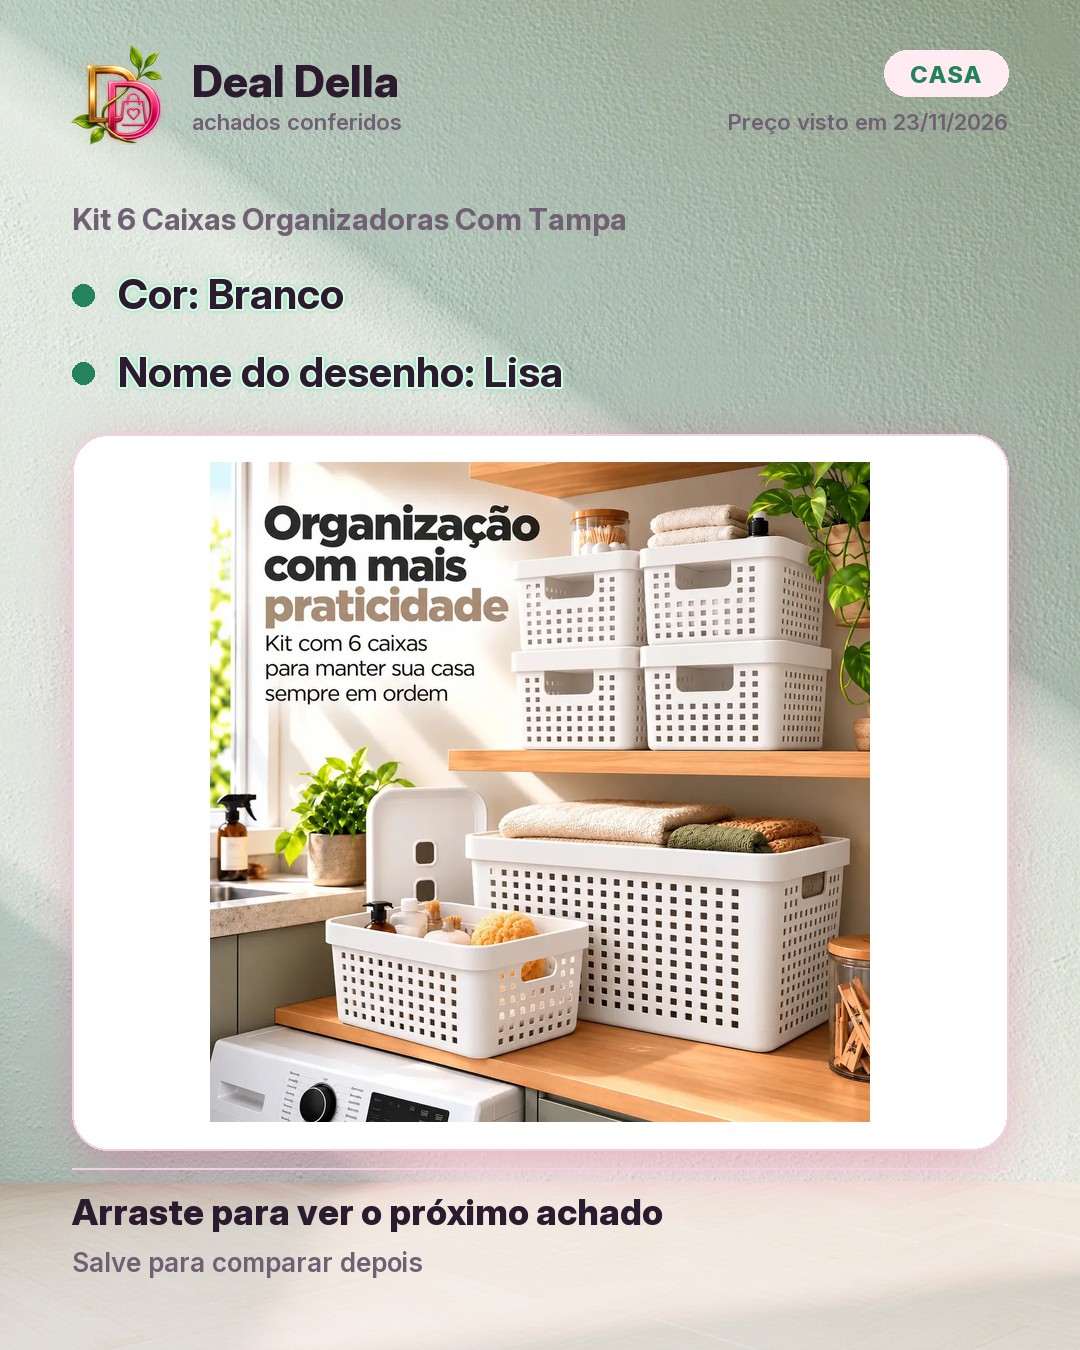 Deal Della
achados conferidos
CASA
Preço visto em 23/11/2026
Kit 6 Caixas Organizadoras Com Tampa
Cor: Branco
Nome do desenho: Lisa
Organização
com mais
praticidade
Kit com 6 caixas
para manter sua casa
sempre em ordem
Arraste para ver o próximo achado
Salve para comparar depois